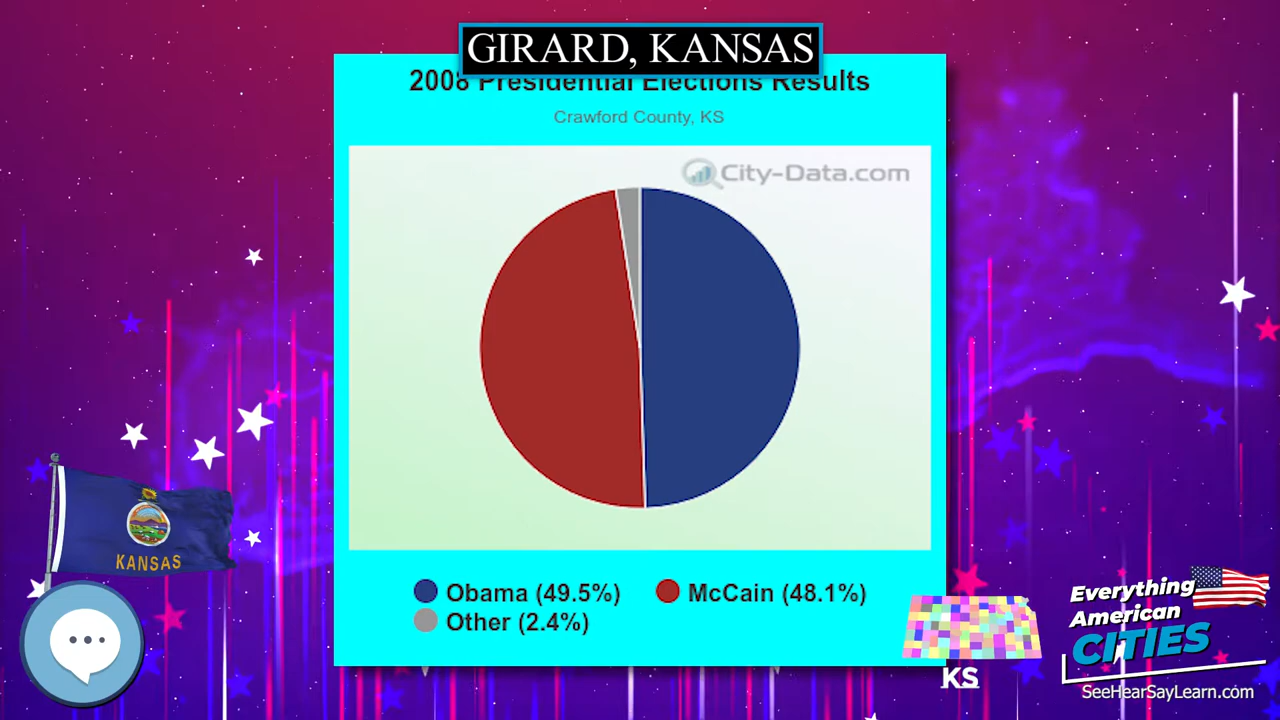 GIRARD, KANSAS
2008 Presidential Elections Results
Crawford County, KS
City-Data.com
Obama (49.5%) McCain (48.1%)
Other (2.4%)
KANSAS
KS
Everything
American
CITIES
SeeHearSayLearn.com